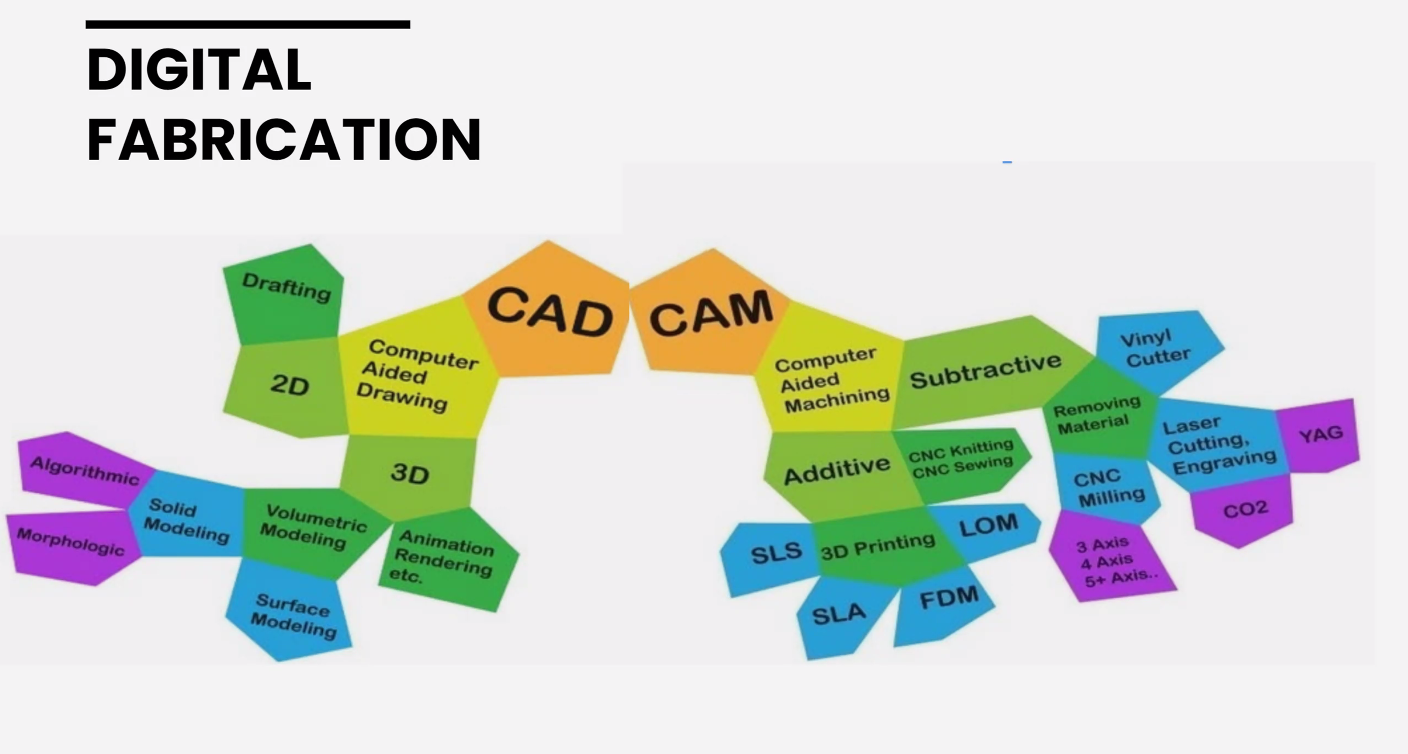 DIGITAL
FABRICATION
CAD
Computer
Aided
Drawing
2D
Drafting
3D
Volumetric
Modeling
Solid
Modeling
Algorithmic
Morphologic
Surface
Modeling
Animation
Rendering
etc.
CAM
Computer
Aided
Machining
Subtractive
Removing
Material
Vinyl
Cutter
Laser
Cutting,
Engraving
YAG
CO2
CNC
Milling
3 Axis
4 Axis
5+ Axis..
Additive
CNC Knitting
CNC Sewing
3D Printing
SLS
SLA
FDM
LOM